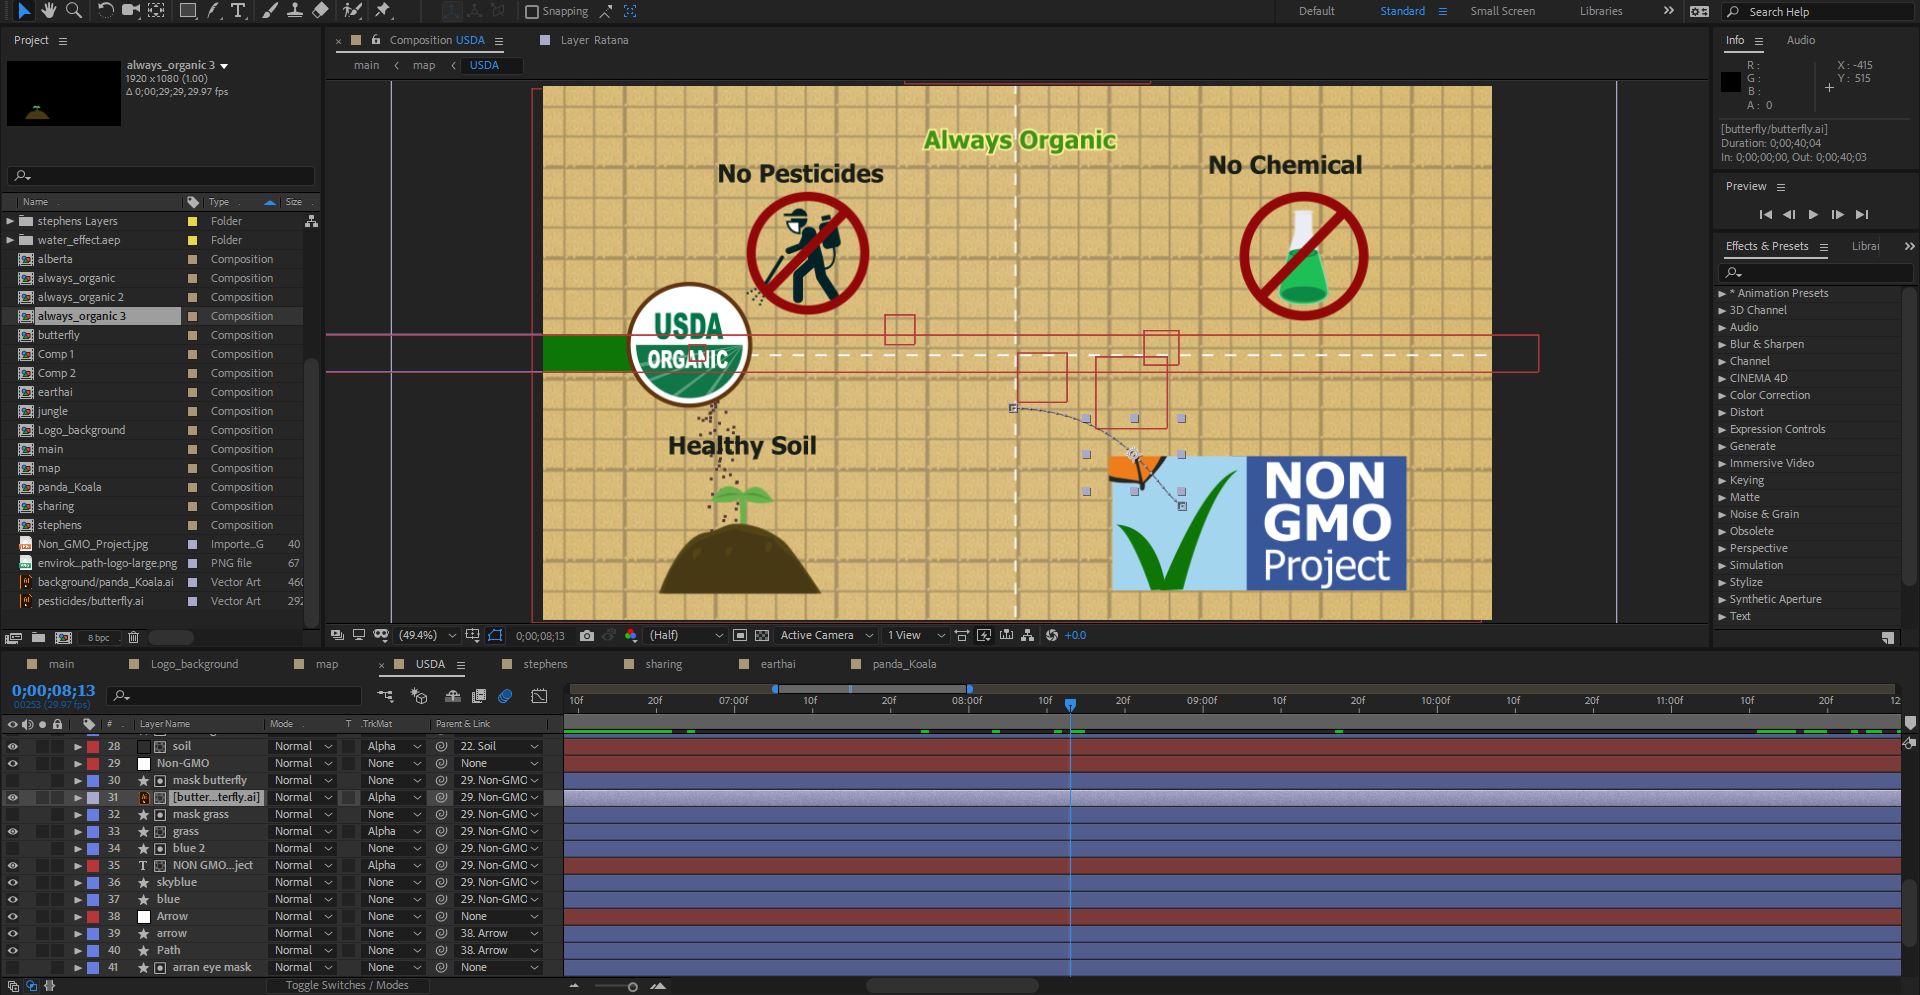 Snapping
Default
Standard
Small Screen
Libraries
Search Help
Project
always_organic 3
1920 x 1080 (1.00)
Δ 0;00;29;29, 29.97 fps
Name
Type
Size
stephens Layers Folder
water_effect.aep Folder
alberta Composition
always_organic Composition
always_organic 2 Composition
always_organic 3 Composition
butterfly Composition
Comp 1 Composition
Comp 2 Composition
earthai Composition
jungle Composition
Logo_background Composition
main Composition
map Composition
panda_Koala Composition
sharing Composition
stephens Composition
Non_GMO_Project.jpg Importe...G 40
envirok...path-logo-large.png PNG file 67
background/panda_Koala.ai Vector Art 460
pesticides/butterfly.ai Vector Art 292
8 bpc
Composition USDA
Layer Ratana
main
map
USDA
Always Organic
No Pesticides
No Chemical
USDA
ORGANIC
Healthy Soil
NON
GMO
Project
(49.4%)
0;00;08;13
(Half)
Active Camera
1 View
+0.0
Info
Audio
R :
G :
B :
A : 0
X : -415
Y : 515
[butterfly/butterfly.ai]
Duration: 0;00;40;04
In: 0;00;00;00, Out: 0;00;40;03
Preview
Effects & Presets
Librar
* Animation Presets
3D Channel
Audio
Blur & Sharpen
Channel
CINEMA 4D
Color Correction
Distort
Expression Controls
Generate
Immersive Video
Keying
Matte
Noise & Grain
Obsolete
Perspective
Simulation
Stylize
Synthetic Aperture
Text
main
Logo_background
map
USDA
stephens
sharing
earthai
panda_Koala
0;00;08;13
00253 (29.97 fps)
10f 20f 07:00f 10f 20f 08:00f 10f 20f 09:00f 10f 20f 10:00f 10f 20f 11:00f 10f 20f 12
# Layer Name Mode T .TrkMat Parent & Link
28 soil Normal Alpha 22. Soil
29 Non-GMO Normal None None
30 mask butterfly Normal None 29. Non-GMO
31 [butter...terfly.ai] Normal Alpha 29. Non-GMO
32 mask grass Normal None 29. Non-GMO
33 grass Normal Alpha 29. Non-GMO
34 blue 2 Normal None 29. Non-GMO
35 T NON GMO...ject Normal Alpha 29. Non-GMO
36 skyblue Normal None 29. Non-GMO
37 blue Normal None 29. Non-GMO
38 Arrow Normal None None
39 arrow Normal None 38. Arrow
40 Path Normal None 38. Arrow
41 arran eye mask Normal None None
Toggle Switches / Modes